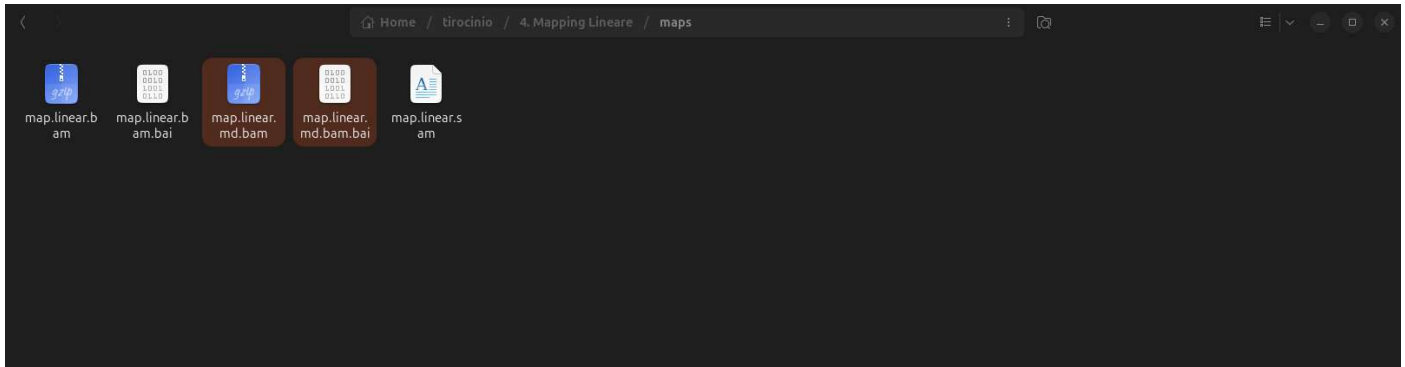 Home / tirocinio / 4. Mapping Lineare / maps
gzip
0100
0010
1001
0110
gzip
0100
0010
1001
0110
A
map.linear.b
am
map.linear.b
am.bai
map.linear.
md.bam
map.linear.
md.bam.bai
map.linear.s
am